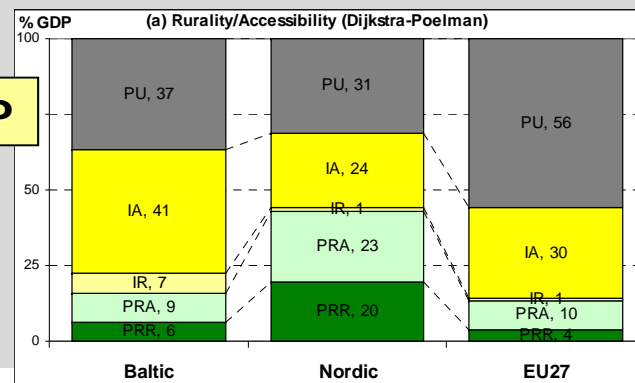 % GDP
(a) Rurality/Accessibility (Dijkstra-Poelman)
100
50
25
0
PU, 37
IA, 41
IR, 7
PRA, 9
PRR, 6
PU, 31
IA, 24
IR, 1
PRA, 23
PRR, 20
PU, 56
IA, 30
IR, 1
PRA, 10
PRR, 4
Baltic
Nordic
EU27